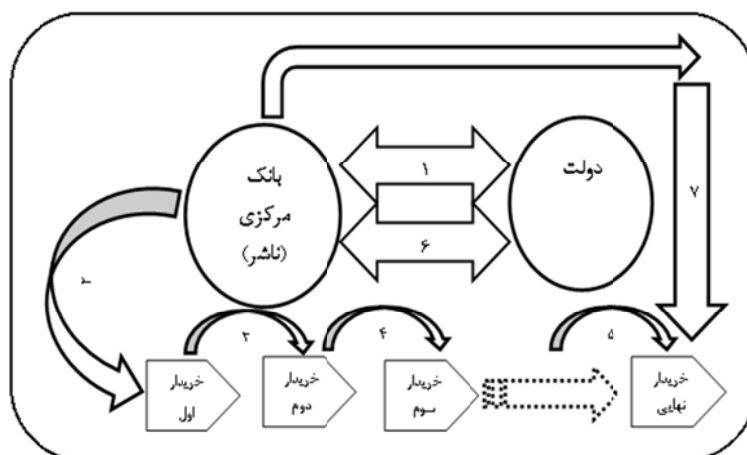 دولت
بانک
مرکزی
(ناشر)
۱
۶
۷
۲
۳
۴
۵
خریدار
اول
خریدار
دوم
خریدار
سوم
خریدار
نهایی